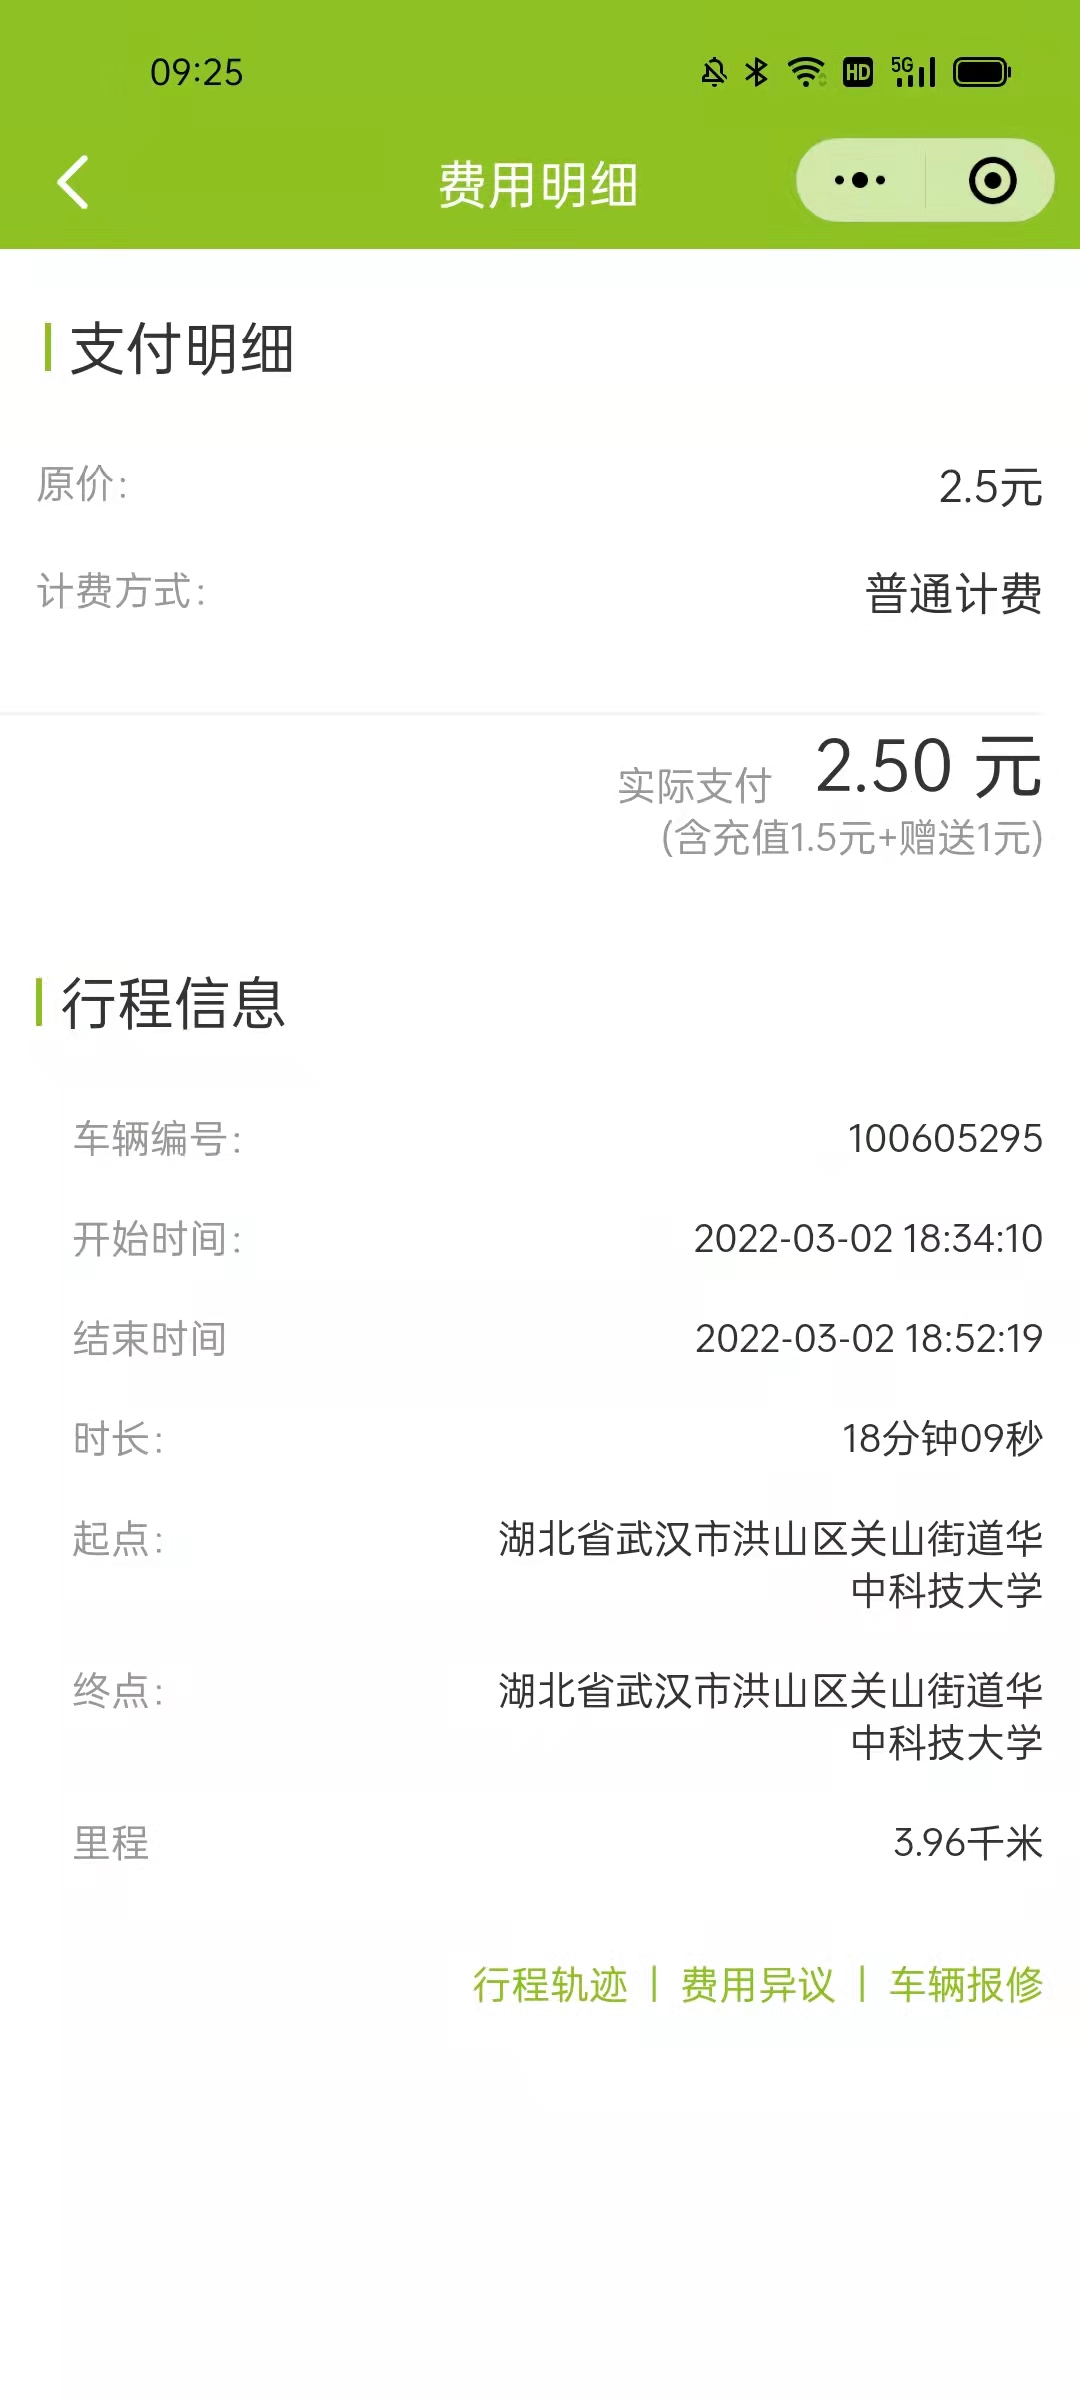 09:25
HD 5G
费用明细
支付明细
原价: 2.5元
计费方式: 普通计费
实际支付 2.50 元
(含充值1.5元+赠送1元)
行程信息
车辆编号: 100605295
开始时间: 2022-03-02 18:34:10
结束时间 2022-03-02 18:52:19
时长: 18分钟09秒
起点: 湖北省武汉市洪山区关山街道华
中科技大学
终点: 湖北省武汉市洪山区关山街道华
中科技大学
里程 3.96千米
行程轨迹 | 费用异议 | 车辆报修